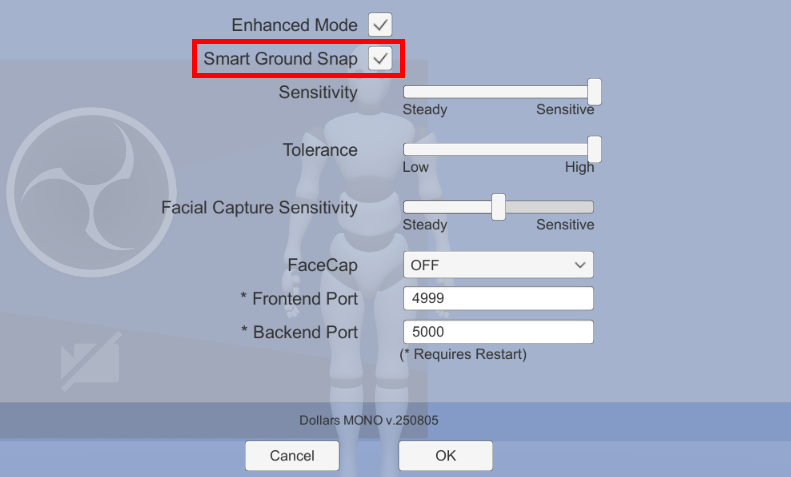 Enhanced Mode
Smart Ground Snap
Sensitivity
Steady Sensitive
Tolerance
Low High
Facial Capture Sensitivity
Steady Sensitive
FaceCap OFF
* Frontend Port 4999
* Backend Port 5000
(* Requires Restart)
Dollars MONO v.250805
Cancel OK